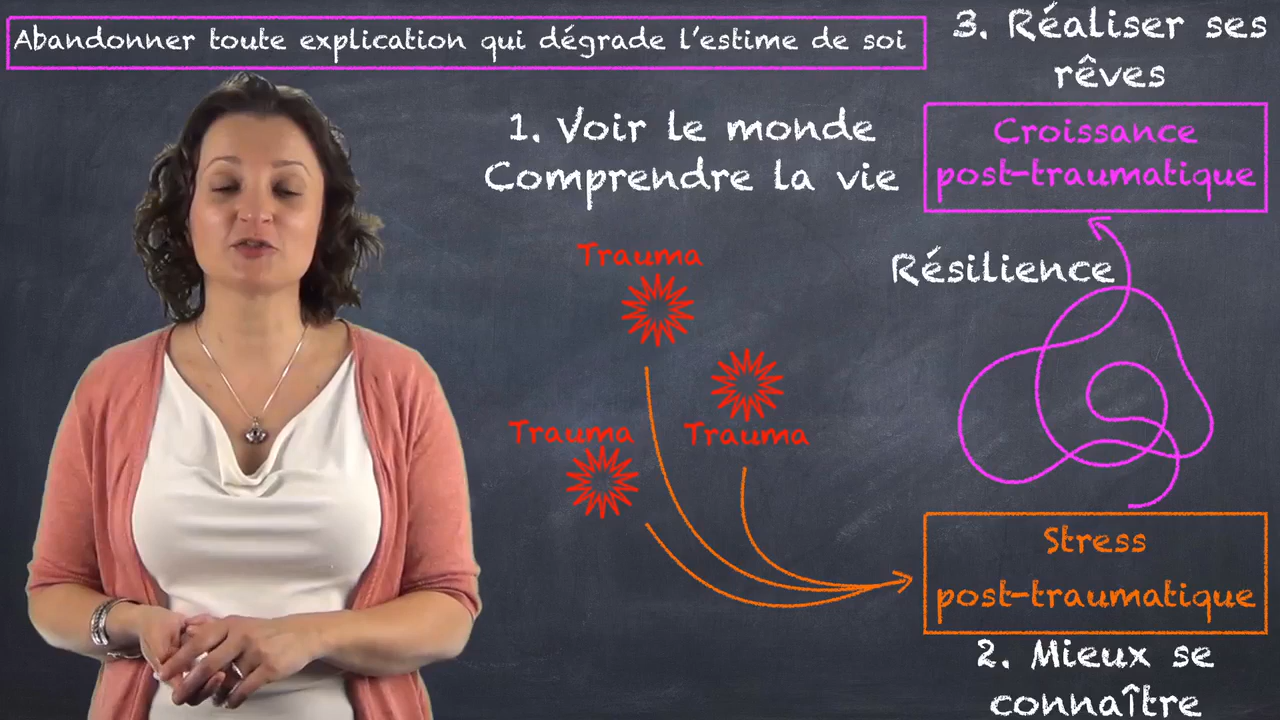 Abandonner toute explication qui dégrade l'estime de soi
3. Réaliser ses
rêves
1. Voir le monde
Comprendre la vie
Croissance
post-traumatique
Trauma
Résilience
Trauma
Trauma
Stress
post-traumatique
2. Mieux se
connaître